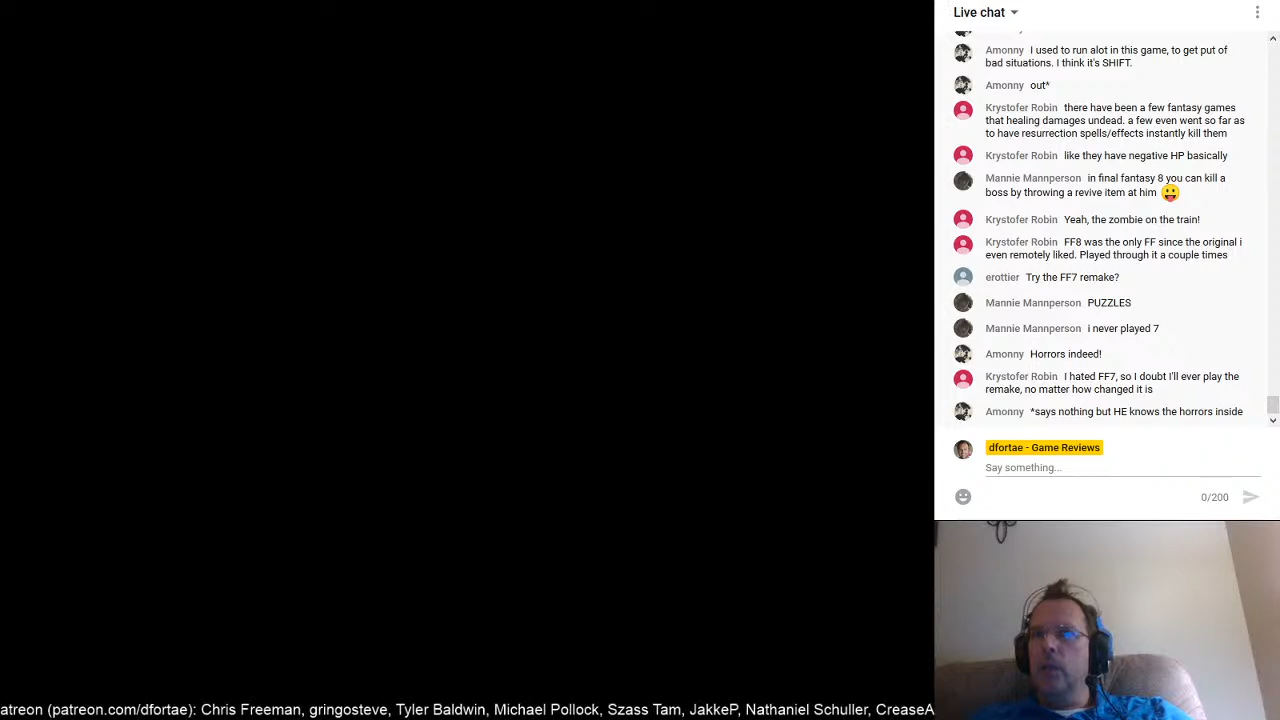 Live chat
Amonny I used to run alot in this game, to get put of
bad situations. I think it's SHIFT.
Amonny out*
Krystofer Robin there have been a few fantasy games
that healing damages undead. a few even went so far as
to have resurrection spells/effects instantly kill them
Krystofer Robin like they have negative HP basically
Mannie Mannperson in final fantasy 8 you can kill a
boss by throwing a revive item at him
Krystofer Robin Yeah, the zombie on the train!
Krystofer Robin FF8 was the only FF since the original i
even remotely liked. Played through it a couple times
erottier Try the FF7 remake?
Mannie Mannperson PUZZLES
Mannie Mannperson i never played 7
Amonny Horrors indeed!
Krystofer Robin I hated FF7, so I doubt I'll ever play the
remake, no matter how changed it is
Amonny *says nothing but HE knows the horrors inside
dfortae - Game Reviews
Say something...
0/200
atreon (patreon.com/dfortae): Chris Freeman, gringosteve, Tyler Baldwin, Michael Pollock, Szass Tam, JakkeP, Nathaniel Schuller, CreaseA